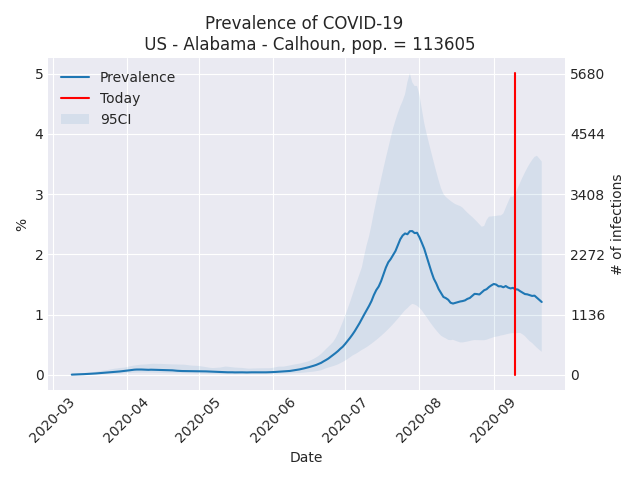 Prevalence of COVID-19
US - Alabama - Calhoun, pop. = 113605
Prevalence
Today
95CI
5
4
3
2
1
0
%
5680
4544
3408
2272
1136
0
# of infections
2020-03
2020-04
2020-05
2020-06
2020-07
2020-08
2020-09
Date